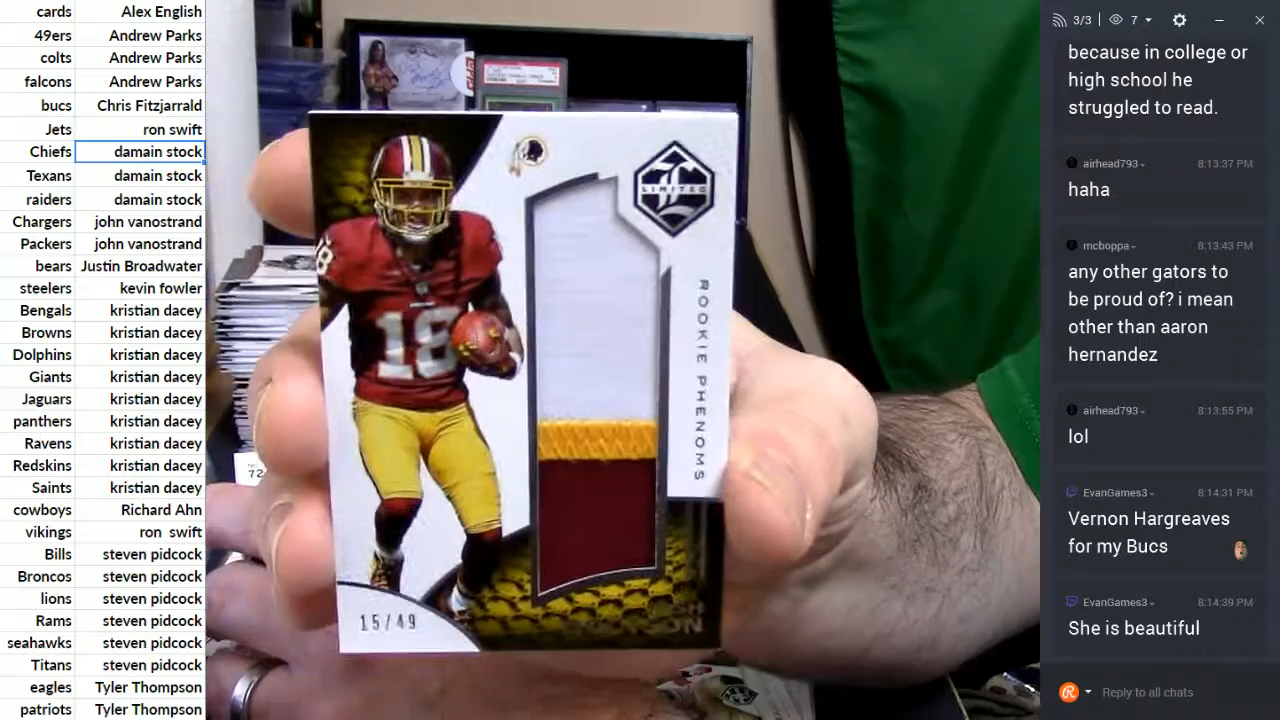 cards Alex English
49ers Andrew Parks
colts Andrew Parks
falcons Andrew Parks
bucs Chris Fitzjarrald
Jets ron swift
Chiefs damain stock
Texans damain stock
raiders damain stock
Chargers john vanostrand
Packers john vanostrand
bears Justin Broadwater
steelers kevin fowler
Bengals kristian dacey
Browns kristian dacey
Dolphins kristian dacey
Giants kristian dacey
Jaguars kristian dacey
panthers kristian dacey
Ravens kristian dacey
Redskins kristian dacey
Saints kristian dacey
cowboys Richard Ahn
vikings ron swift
Bills steven pidcock
Broncos steven pidcock
lions steven pidcock
Rams steven pidcock
seahawks steven pidcock
Titans steven pidcock
eagles Tyler Thompson
patriots Tyler Thompson
72
LIMITED
ROOKIE PHENOMS
18
18
15/49
3/3 7
because in college or
high school he
struggled to read.
airhead793 8:13:37 PM
haha
mcboppa 8:13:43 PM
any other gators to
be proud of? i mean
other than aaron
hernandez
airhead793 8:13:55 PM
lol
EvanGames3 8:14:31 PM
Vernon Hargreaves
for my Bucs
EvanGames3 8:14:39 PM
She is beautiful
Reply to all chats